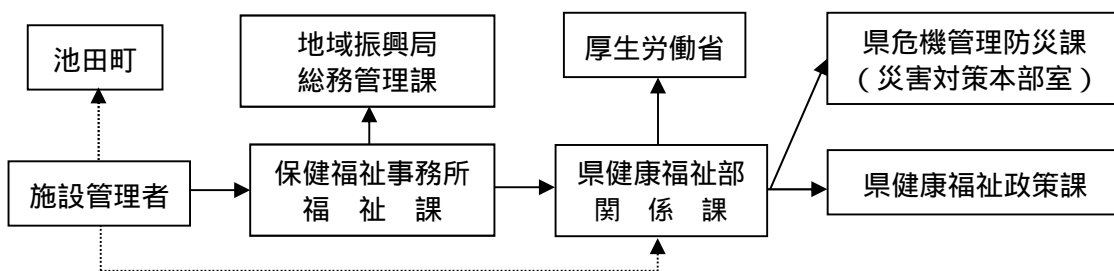 池田町
地域振興局
総務管理課
厚生労働省
県危機管理防災課
（災害対策本部室）
施設管理者
保健福祉事務所
福　祉　課
県健康福祉部
関　係　課
県健康福祉政策課